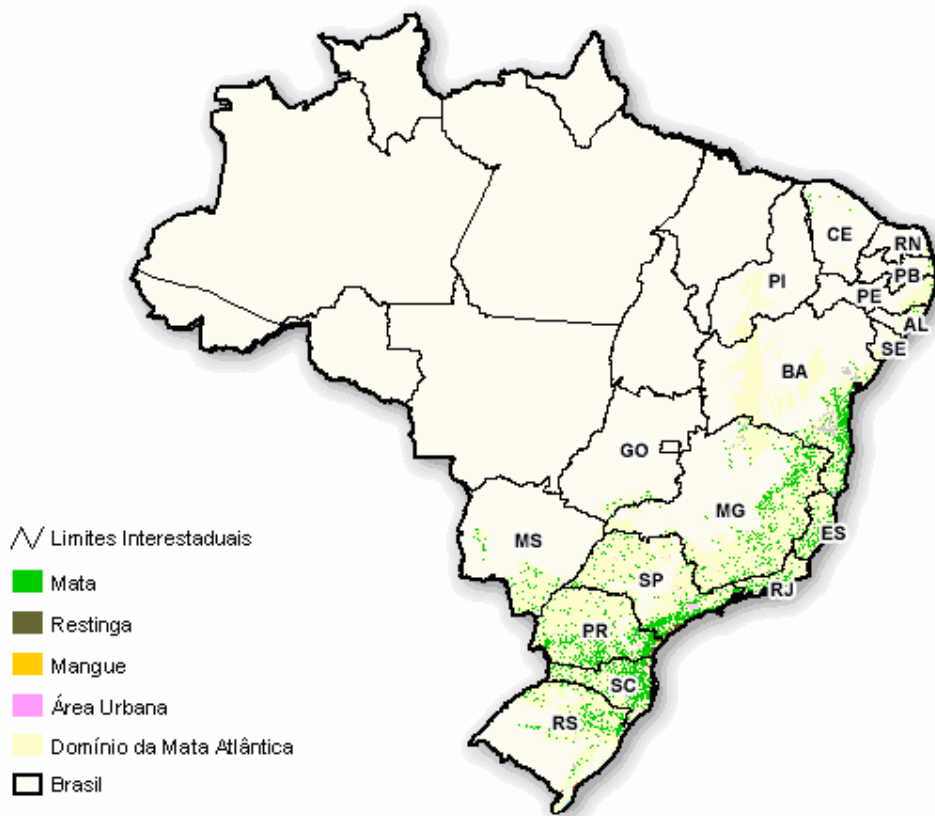 CE
RN
PB
PI
PE
AL
SE
BA
GO
MG
ES
MS
SP
RJ
PR
SC
RS
Limites Interestaduais
Mata
Restinga
Mangue
Área Urbana
Domínio da Mata Atlântica
Brasil